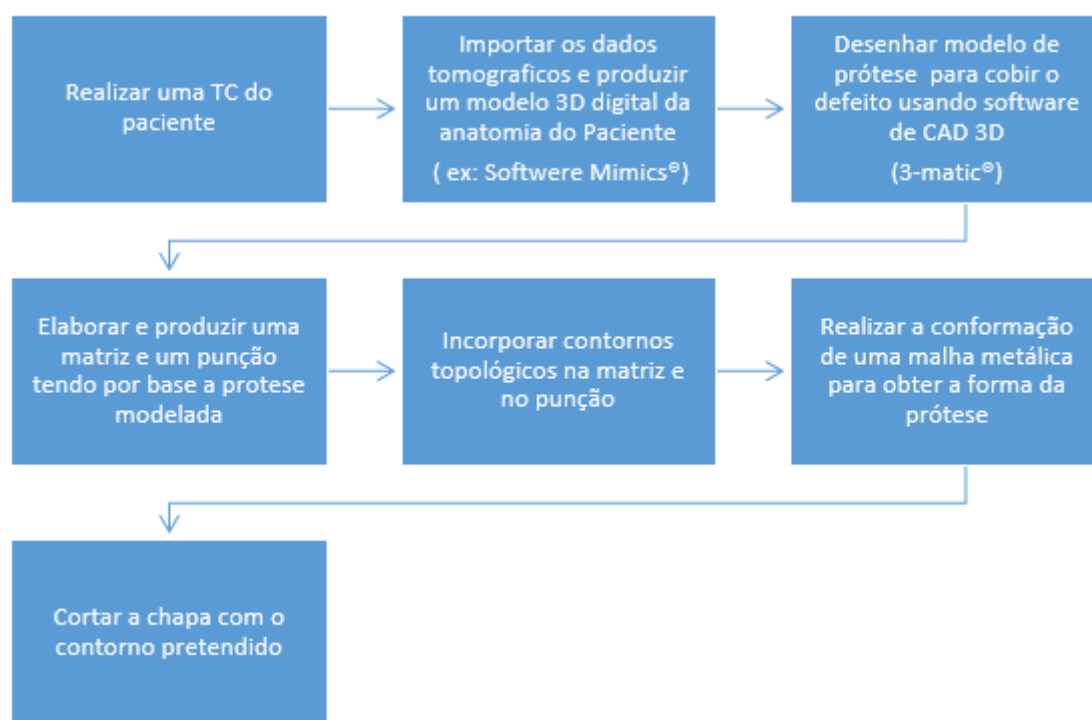 Realizar uma TC do
paciente
Importar os dados
tomograficos e produzir
um modelo 3D digital da
anatomia do Paciente
( ex: Softwere Mimics®)
Desenhar modelo de
prótese para cobir o
defeito usando software
de CAD 3D
(3-matic®)
Elaborar e produzir uma
matriz e um punção
tendo por base a protese
modelada
Incorporar contornos
topológicos na matriz e
no punção
Realizar a conformação
de uma malha metálica
para obter a forma da
prótese
Cortar a chapa com o
contorno pretendido